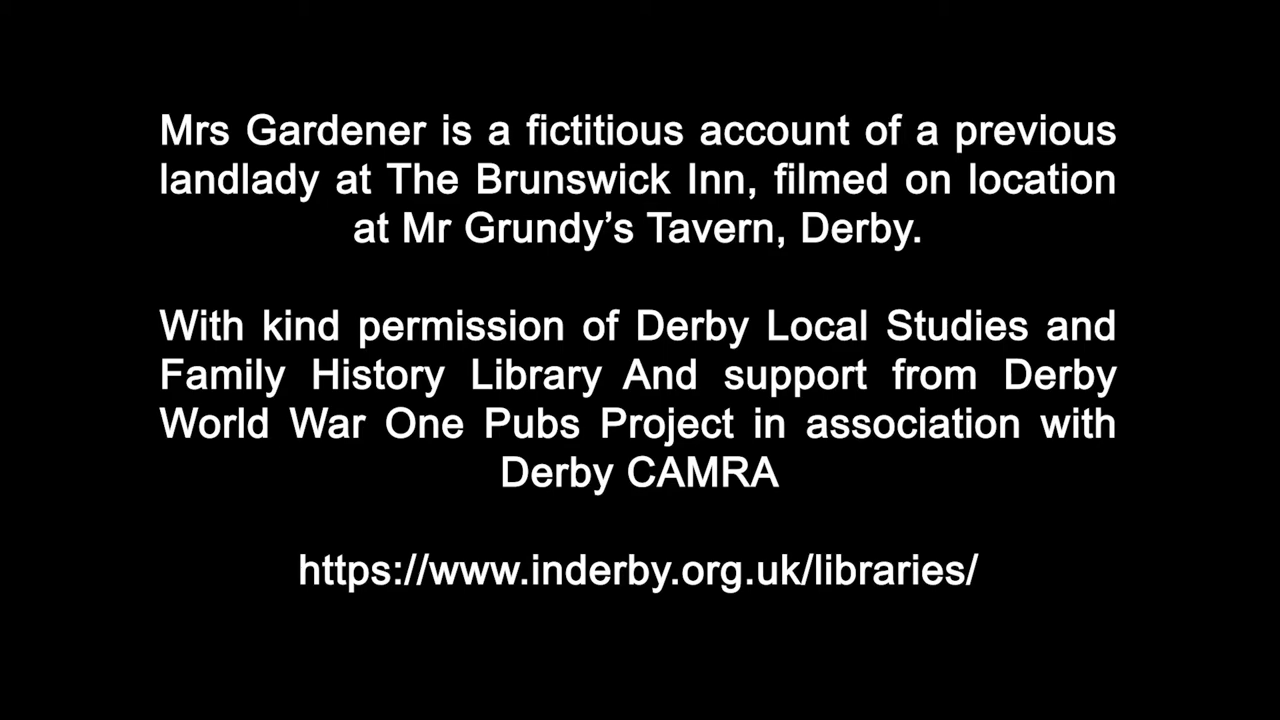 Mrs Gardener is a fictitious account of a previous
landlady at The Brunswick Inn, filmed on location
at Mr Grundy’s Tavern, Derby.
With kind permission of Derby Local Studies and
Family History Library And support from Derby
World War One Pubs Project in association with
Derby CAMRA
https://www.inderby.org.uk/libraries/